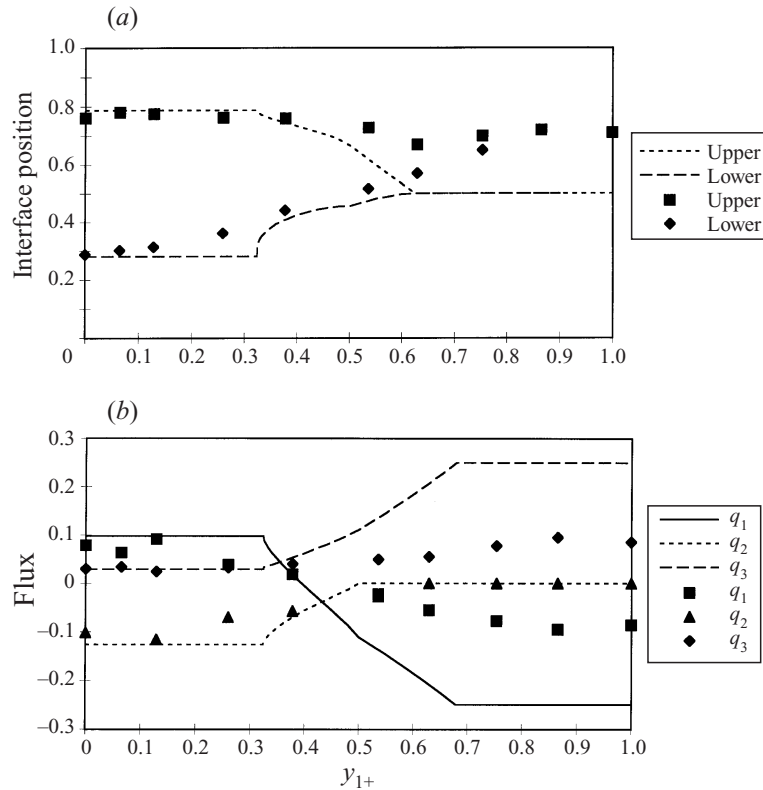 (a)
1.0
0.8
0.6
0.4
0.2
0
Interface position
0.1 0.2 0.3 0.4 0.5 0.6 0.7 0.8 0.9 1.0
Upper
Lower
Upper
Lower
(b)
0.3
0.2
0.1
0
–0.1
–0.2
–0.3
Flux
0 0.1 0.2 0.3 0.4 0.5 0.6 0.7 0.8 0.9 1.0
y1+
q1
q2
q3
q1
q2
q3